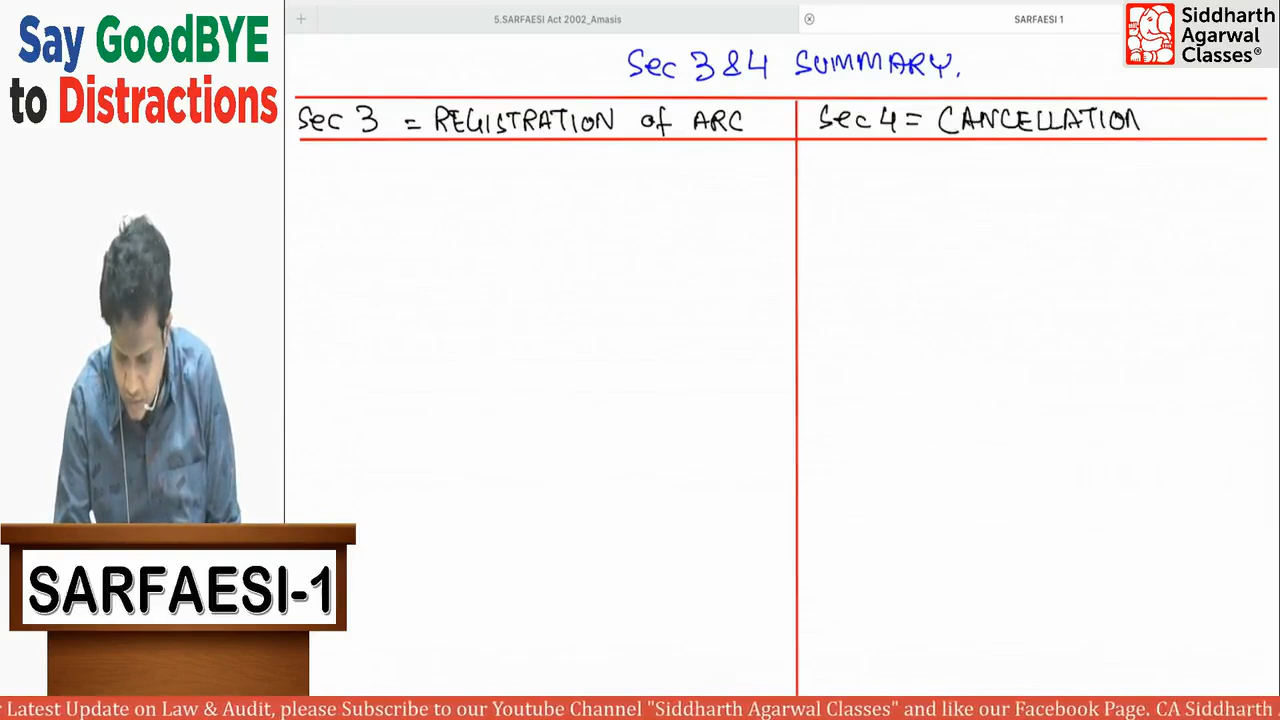 Say GoodBYE
to Distractions
5.SARFAESI Act 2002_Amasis
SARFAESI 1
Siddharth
Agarwal
Classes®
Sec 3 & 4 SUMMARY.
Sec 3 = REGISTRATION of ARC
Sec 4 = CANCELLATION
SARFAESI-1
r Latest Update on Law & Audit, please Subscribe to our Youtube Channel "Siddharth Agarwal Classes" and like our Facebook Page. CA Siddharth